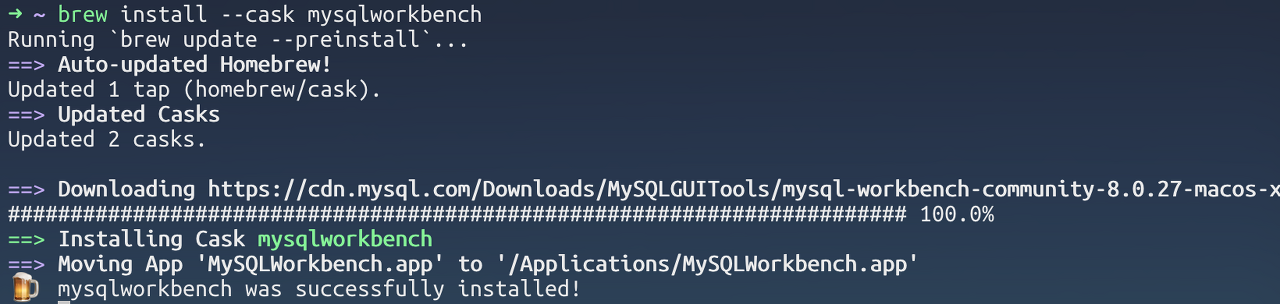 ➜ ~ brew install --cask mysqlworkbench
Running `brew update --preinstall`...
==> Auto-updated Homebrew!
Updated 1 tap (homebrew/cask).
==> Updated Casks
Updated 2 casks.
==> Downloading https://cdn.mysql.com/Downloads/MySQLGUITools/mysql-workbench-community-8.0.27-macos-x
######################################################################## 100.0%
==> Installing Cask mysqlworkbench
==> Moving App 'MySQLWorkbench.app' to '/Applications/MySQLWorkbench.app'
🍺 mysqlworkbench was successfully installed!